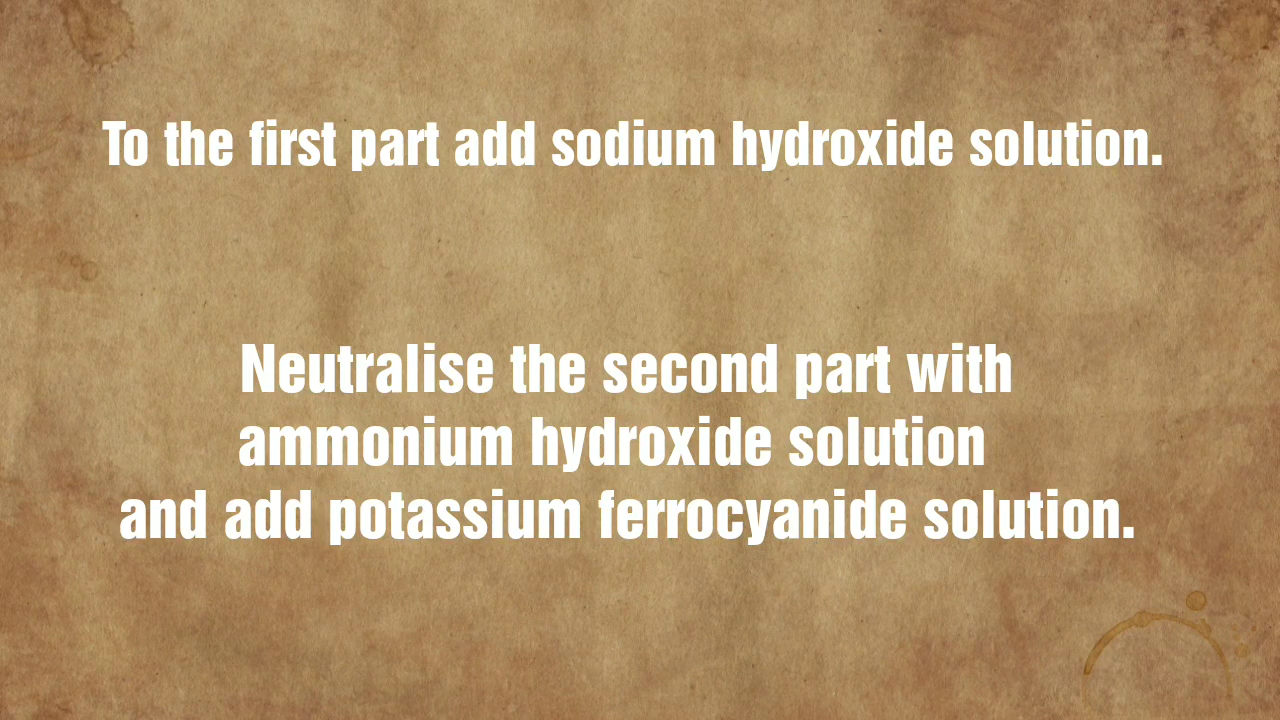 To the first part add sodium hydroxide solution.
Neutralise the second part with
ammonium hydroxide solution
and add potassium ferrocyanide solution.